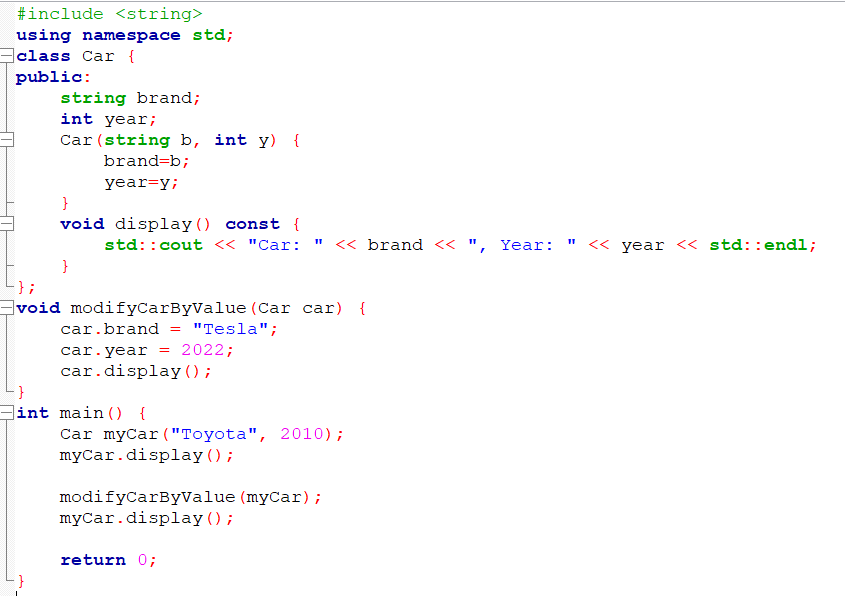 #include <string>
using namespace std;
class Car {
public:
    string brand;
    int year;
    Car(string b, int y) {
        brand=b;
        year=y;
    }
    void display() const {
        std::cout << "Car: " << brand << ", Year: " << year << std::endl;
    }
};
void modifyCarByValue(Car car) {
    car.brand = "Tesla";
    car.year = 2022;
    car.display();
}
int main() {
    Car myCar("Toyota", 2010);
    myCar.display();

    modifyCarByValue(myCar);
    myCar.display();

    return 0;
}